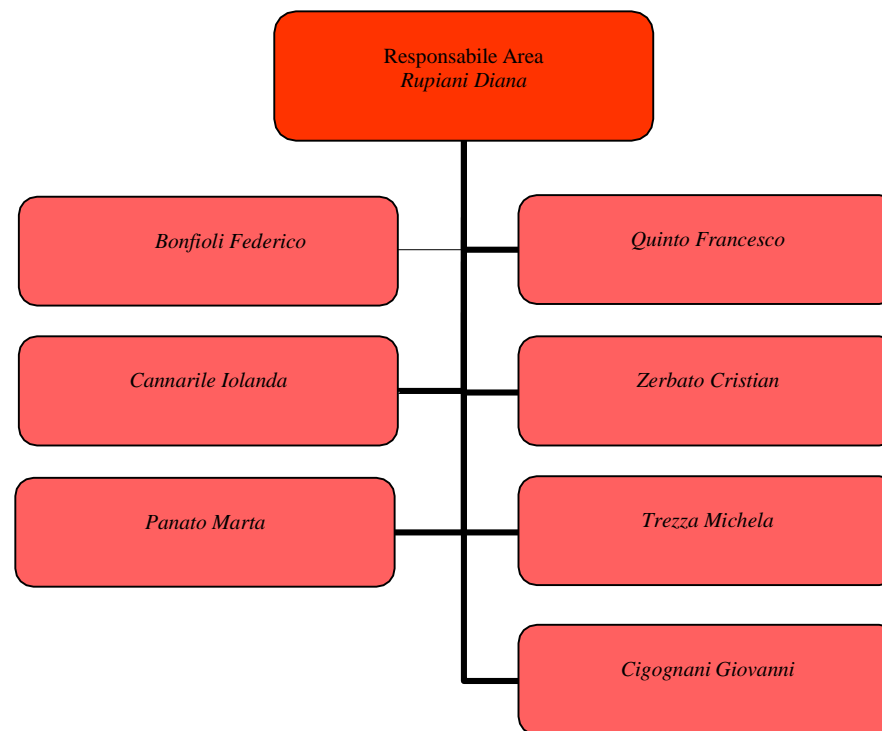 Responsabile Area
Rupiani Diana
Bonfioli Federico
Quinto Francesco
Cannarile Iolanda
Zerbato Cristian
Panato Marta
Trezza Michela
Cigognani Giovanni